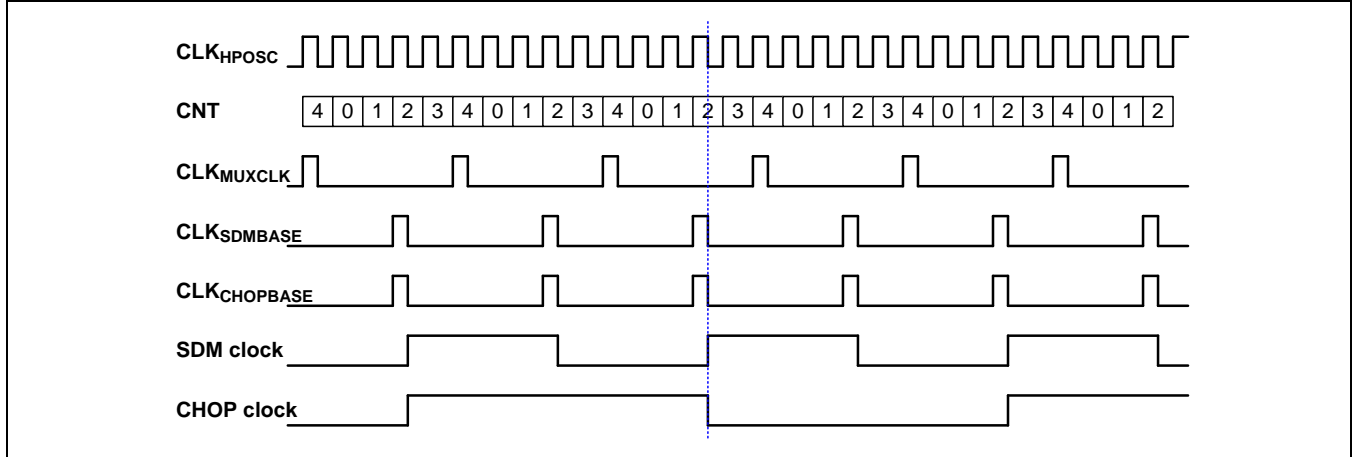 CLKHPOSC
CNT 4 0 1 2 3 4 0 1 2 3 4 0 1 2 3 4 0 1 2 3 4 0 1 2 3 4 0 1 2
CLKMUXCLK
CLKSDMBASE
CLKCHOPBASE
SDM clock
CHOP clock